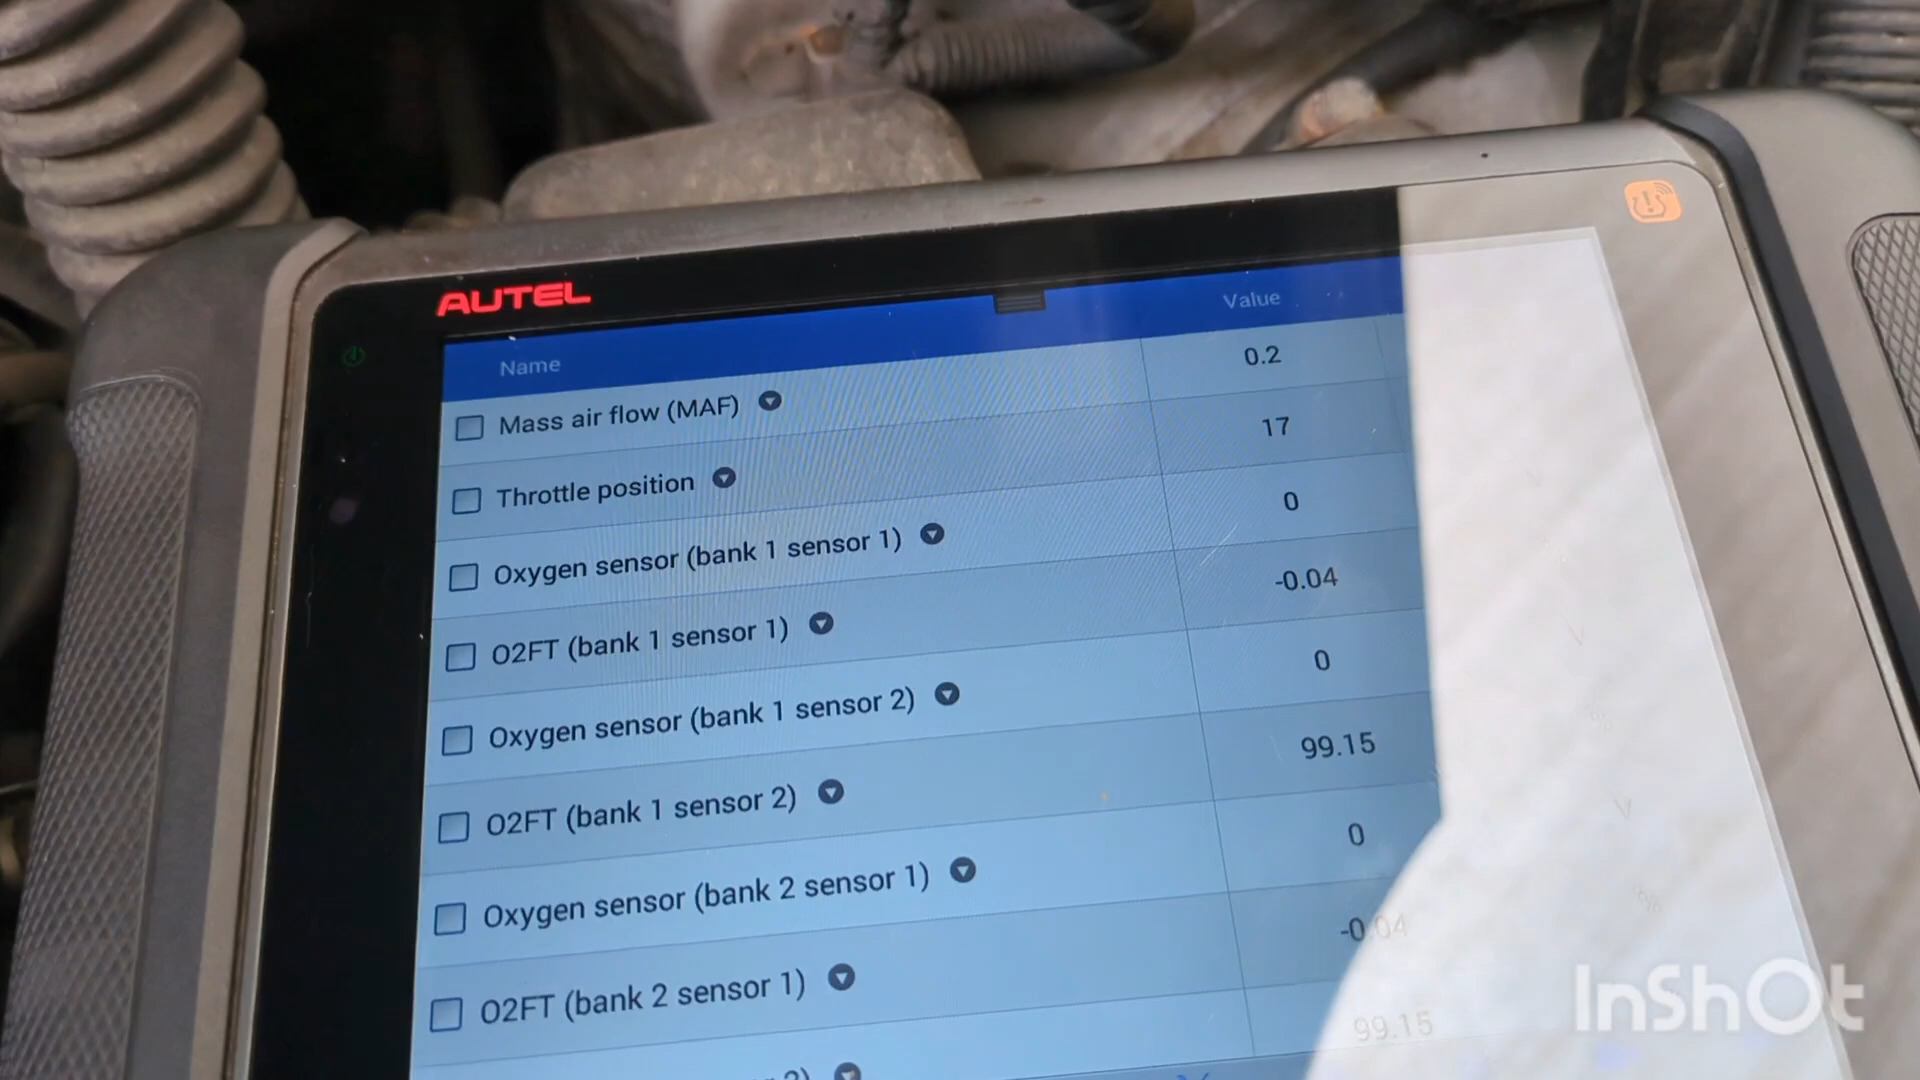 AUTEL
Name Value
Mass air flow (MAF) 0.2
Throttle position 17
Oxygen sensor (bank 1 sensor 1) 0
O2FT (bank 1 sensor 1) -0.04
Oxygen sensor (bank 1 sensor 2) 0
O2FT (bank 1 sensor 2) 99.15
Oxygen sensor (bank 2 sensor 1) 0
O2FT (bank 2 sensor 1) -0.04
2) 99.15
InShOt